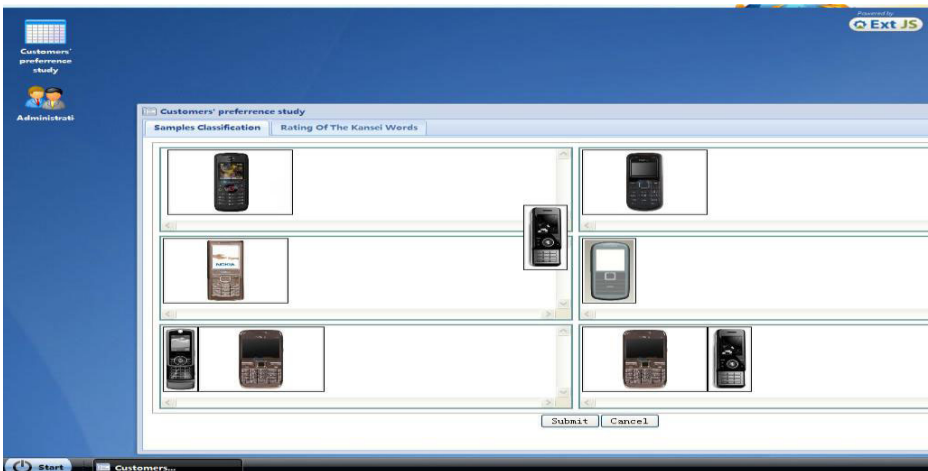 Powered by
Ext JS
Customers'
preferrence
study
Administrati
Customers' preferrence study
Samples Classification
Rating Of The Kansei Words
NOKIA
Submit
Cancel
Start
Customers...